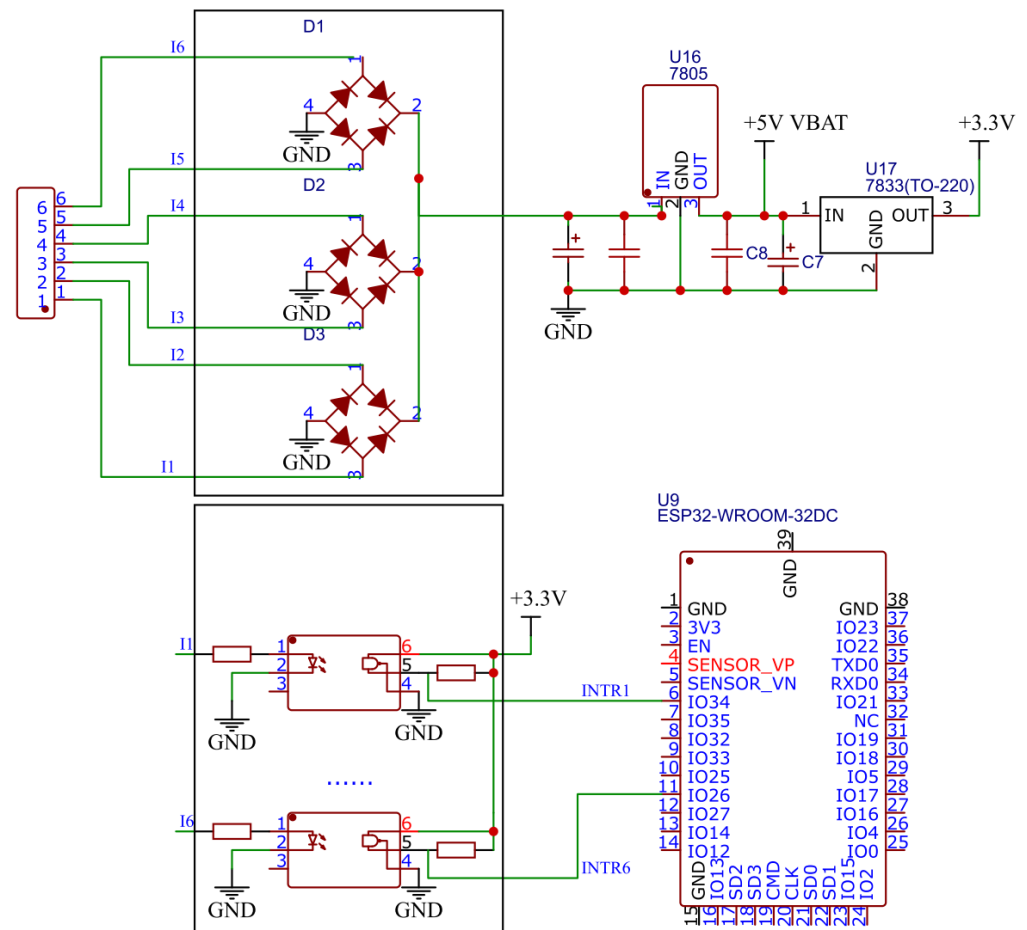 D1
I6
1
4
2
GND
3
I5
D2
I4
1
4
2
GND
3
I3
D3
I2
1
4
2
GND
3
I1
6 6
5 5
4 4
3 3
2 2
1 1
U16
7805
IN
GND
OUT
1
2
3
+5V VBAT
+3.3V
U17
7833(TO-220)
1
IN
OUT
3
GND
2
+
C8
+
C7
GND
U9
ESP32-WROOM-32DC
39
GND
1 GND
2 3V3
3 EN
4 SENSOR_VP
5 SENSOR_VN
6 IO34
7 IO35
8 IO32
9 IO33
10 IO25
11 IO26
12 IO27
13 IO14
14 IO12
GND 38
IO23 37
IO22 36
TXD0 35
RXD0 34
IO21 33
NC 32
IO19 31
IO18 30
IO5 29
IO17 28
IO16 27
IO4 26
IO0 25
15 GND
16 IO13
17 SD2
18 SD3
19 CMD
20 CLK
21 SD0
22 SD1
23 IO15
24 IO2
+3.3V
I1
1
2
3
6
5
4
GND
GND
INTR1
......
I6
1
2
3
6
5
4
GND
GND
INTR6